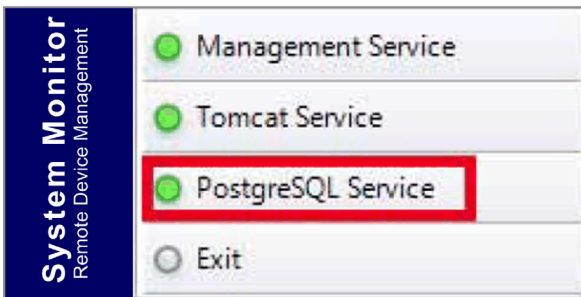 System Monitor
Remote Device Management
Management Service
Tomcat Service
PostgreSQL Service
Exit